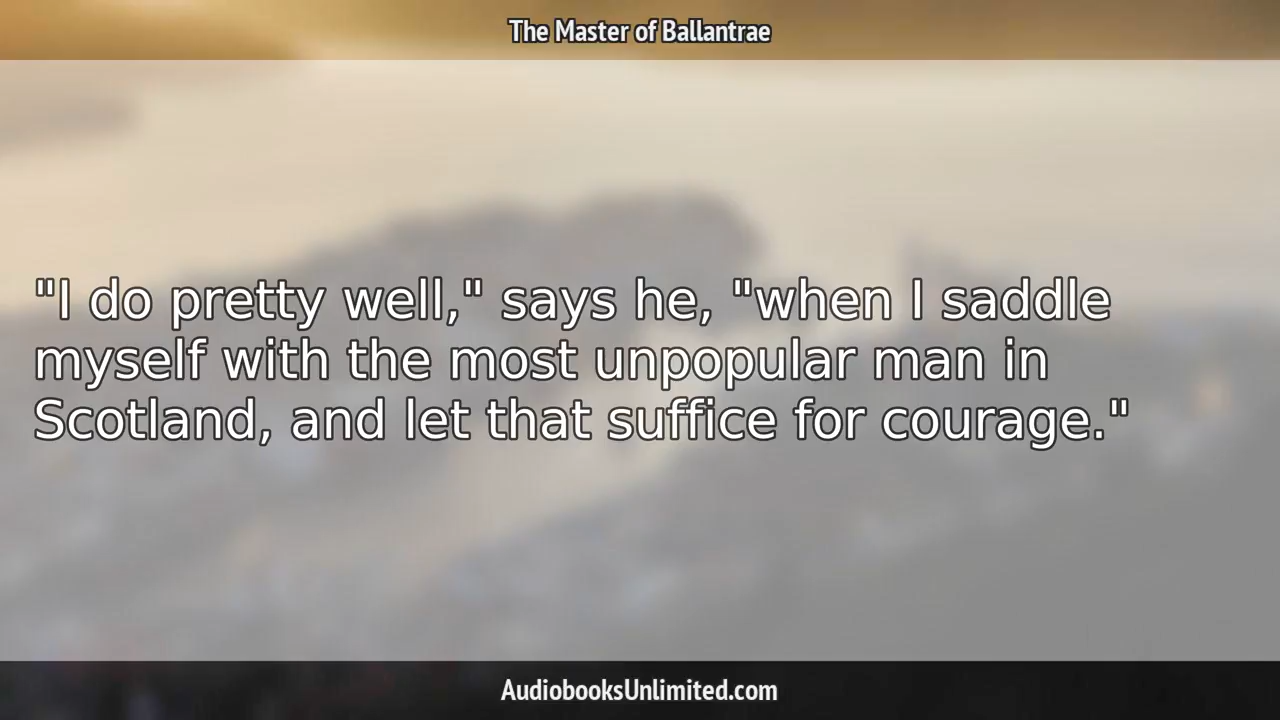 The Master of Ballantrae
"I do pretty well," says he, "when I saddle
myself with the most unpopular man in
Scotland, and let that suffice for courage."
AudiobooksUnlimited.com